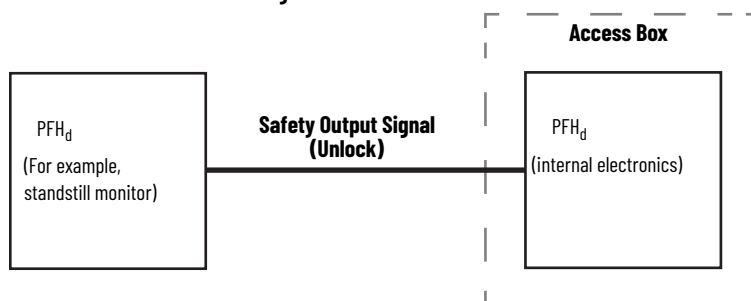 Access Box
PFHd
(For example,
standstill monitor)
Safety Output Signal
(Unlock)
PFHd
(internal electronics)